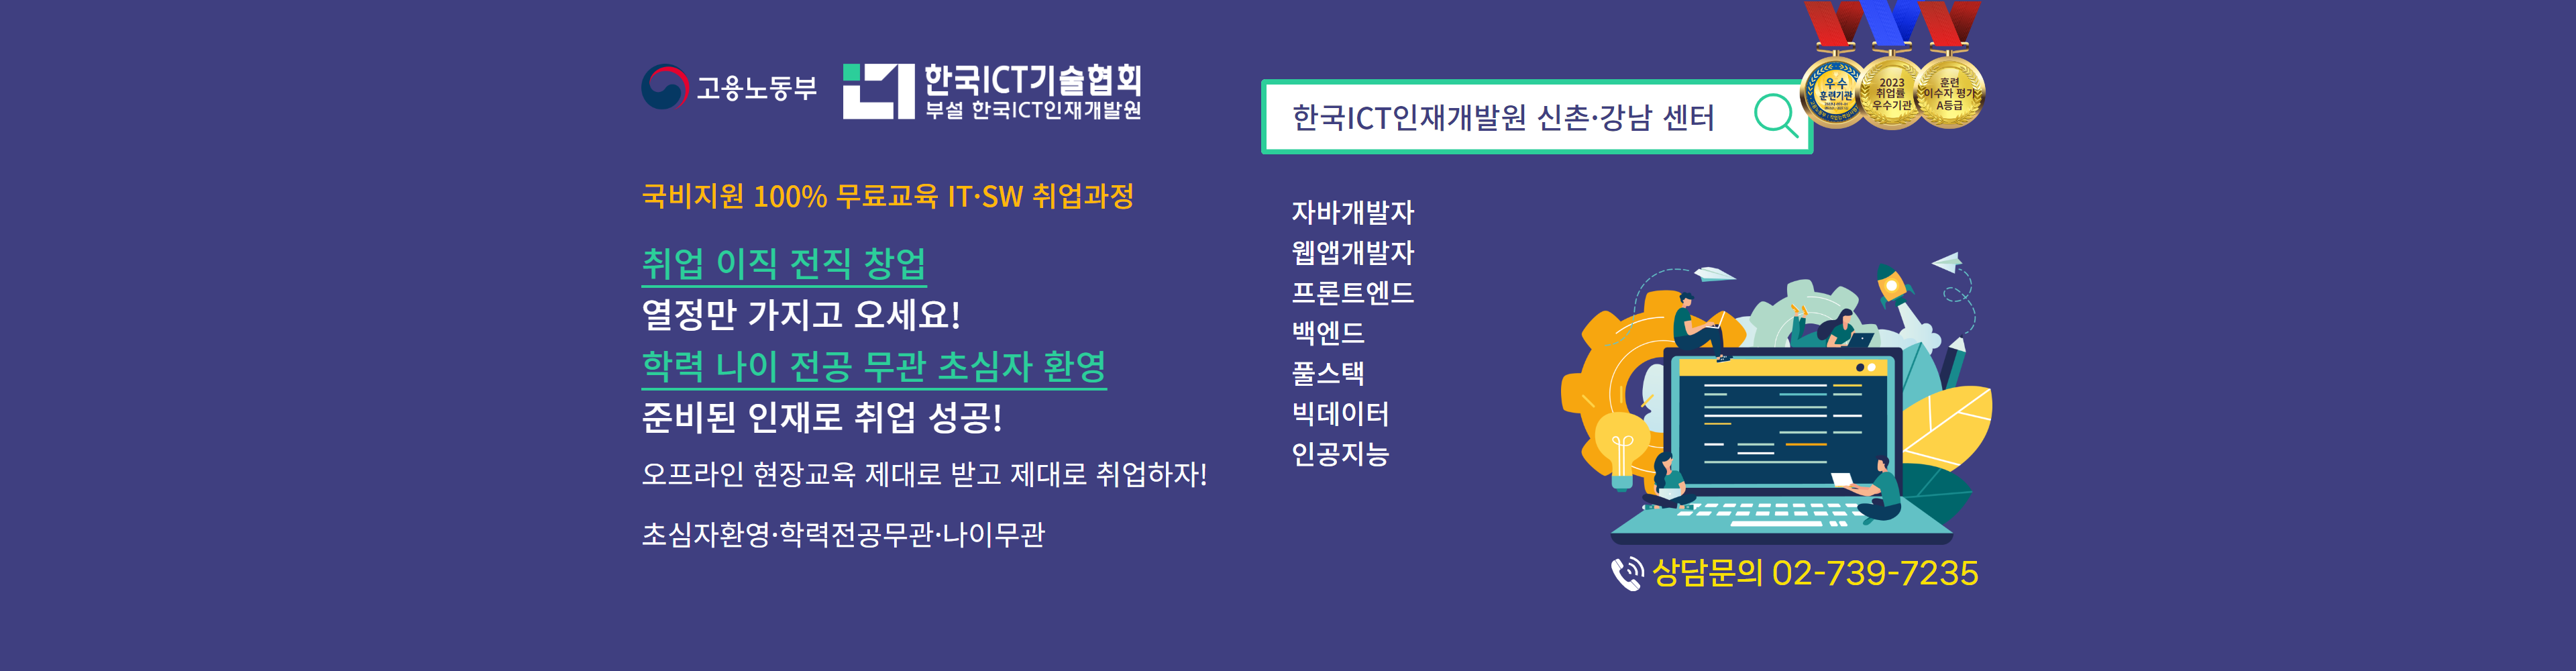 고용노동부
한국ICT기술협회
부설 한국ICT인재개발원
국비지원 100% 무료교육 IT·SW 취업과정
취업 이직 전직 창업
열정만 가지고 오세요!
학력 나이 전공 무관 초심자 환영
준비된 인재로 취업 성공!
오프라인 현장교육 제대로 받고 제대로 취업하자!
초심자환영·학력전공무관·나이무관
한국ICT인재개발원 신촌·강남 센터
우수
훈련기관
2023
취업률
우수기관
훈련
이수자 평가
A등급
자바개발자
웹앱개발자
프론트엔드
백엔드
풀스택
빅데이터
인공지능
상담문의 02-739-7235